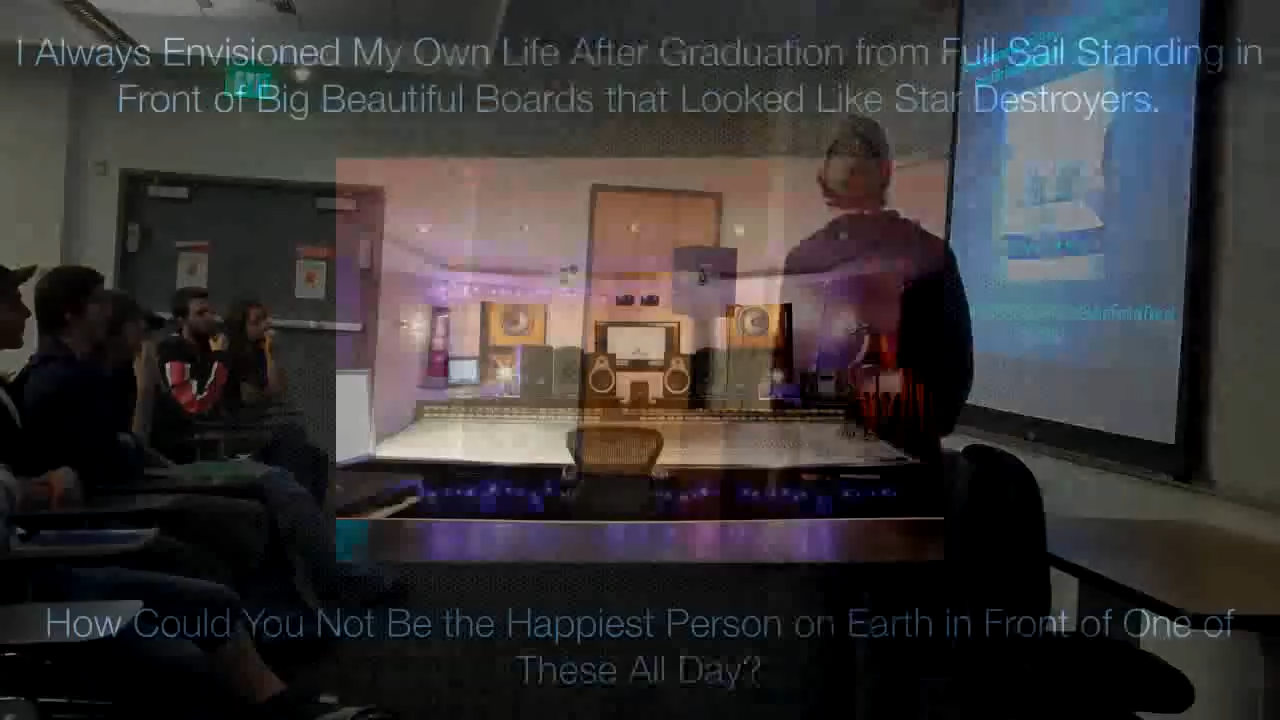 I Always Envisioned My Own Life After Graduation from Full Sail Standing in
Front of Big Beautiful Boards that Looked Like Star Destroyers.
EXIT
How Could You Not Be the Happiest Person on Earth in Front of One of
These All Day?